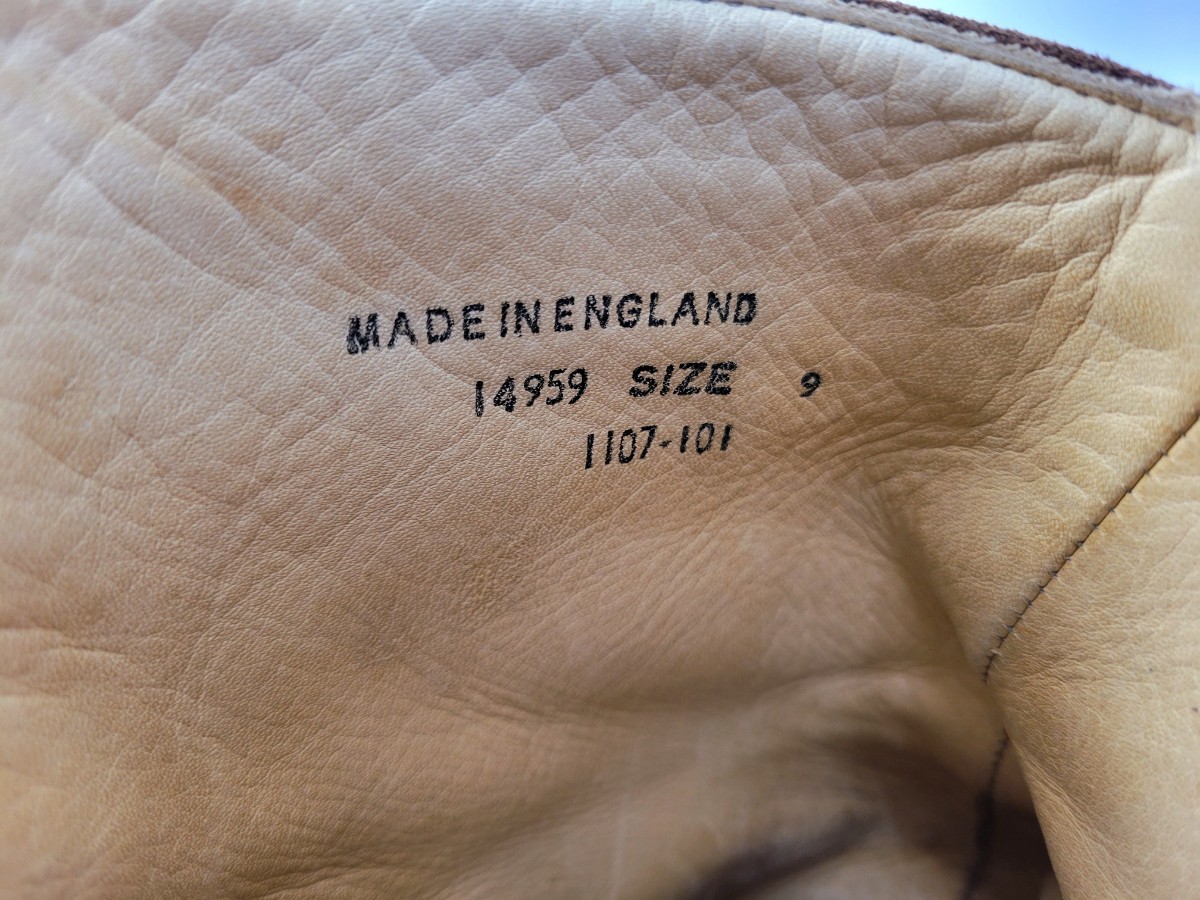 MADE IN ENGLAND
14959 SIZE 9
1107-101